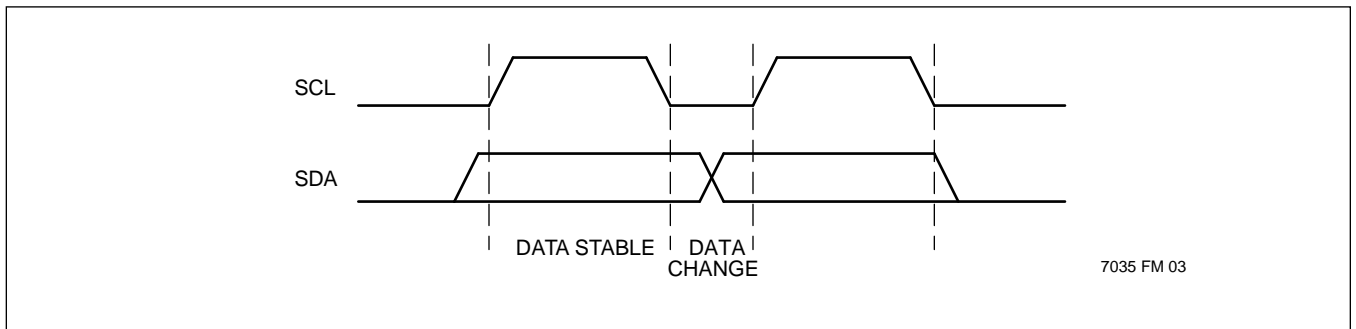 SCL
SDA
DATA STABLE
DATA
CHANGE
7035 FM 03